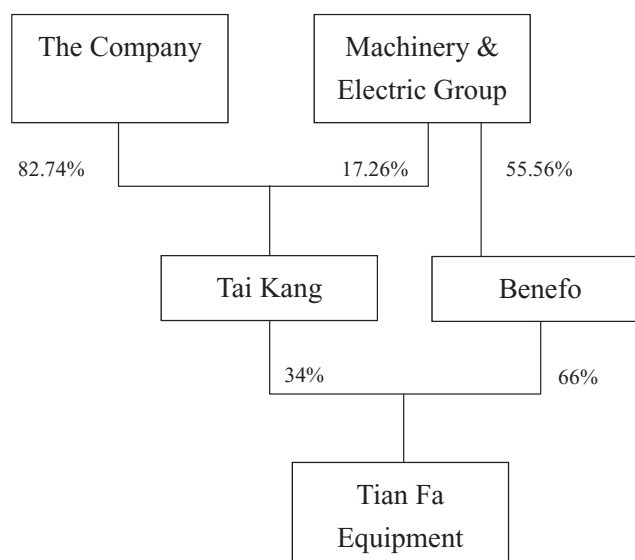 The Company
Machinery &
Electric Group
82.74%
17.26%
55.56%
Tai Kang
Benefo
34%
66%
Tian Fa
Equipment